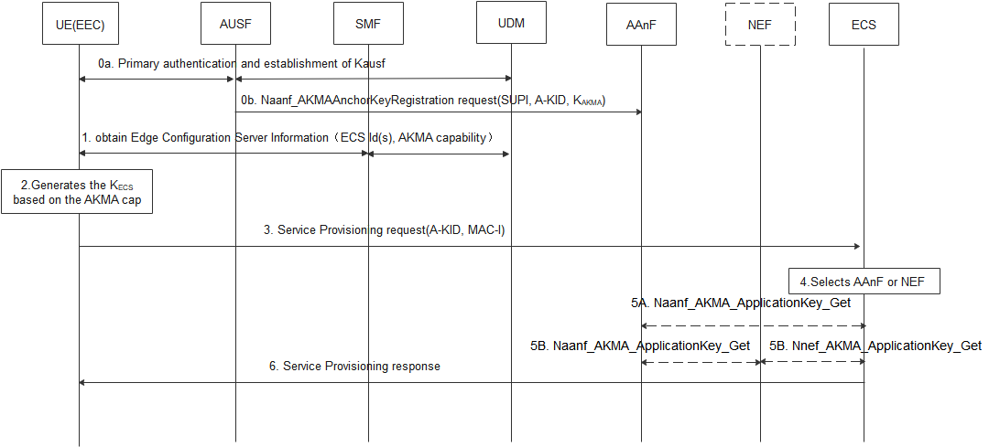 UE(EEC)
AUSF
SMF
UDM
AAnF
NEF
ECS
0a. Primary authentication and establishment of Kausf
0b. Naanf_AKMAAnchorKeyRegistration request(SUPI, A-KID, KAKMA)
1. obtain Edge Configuration Server Information（ECS Id(s), AKMA capability）
2.Generates the KECS
based on the AKMA cap
3. Service Provisioning request(A-KID, MAC-I)
4.Selects AAnF or NEF
5A. Naanf_AKMA_ApplicationKey_Get
5B. Naanf_AKMA_ApplicationKey_Get
5B. Nnef_AKMA_ApplicationKey_Get
6. Service Provisioning response